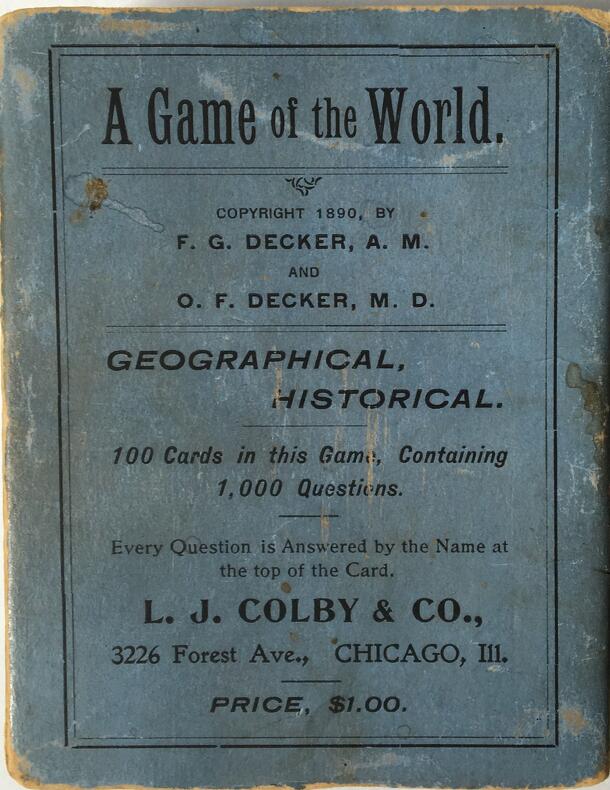 A Game of the World.
COPYRIGHT 1890, BY
F. G. DECKER, A. M.
AND
O. F. DECKER, M. D.
GEOGRAPHICAL,
HISTORICAL.
100 Cards in this Game, Containing
1,000 Questions.
Every Question is Answered by the Name at
the top of the Card.
L. J. COLBY & CO.,
3226 Forest Ave., CHICAGO, Ill.
PRICE, $1.00.